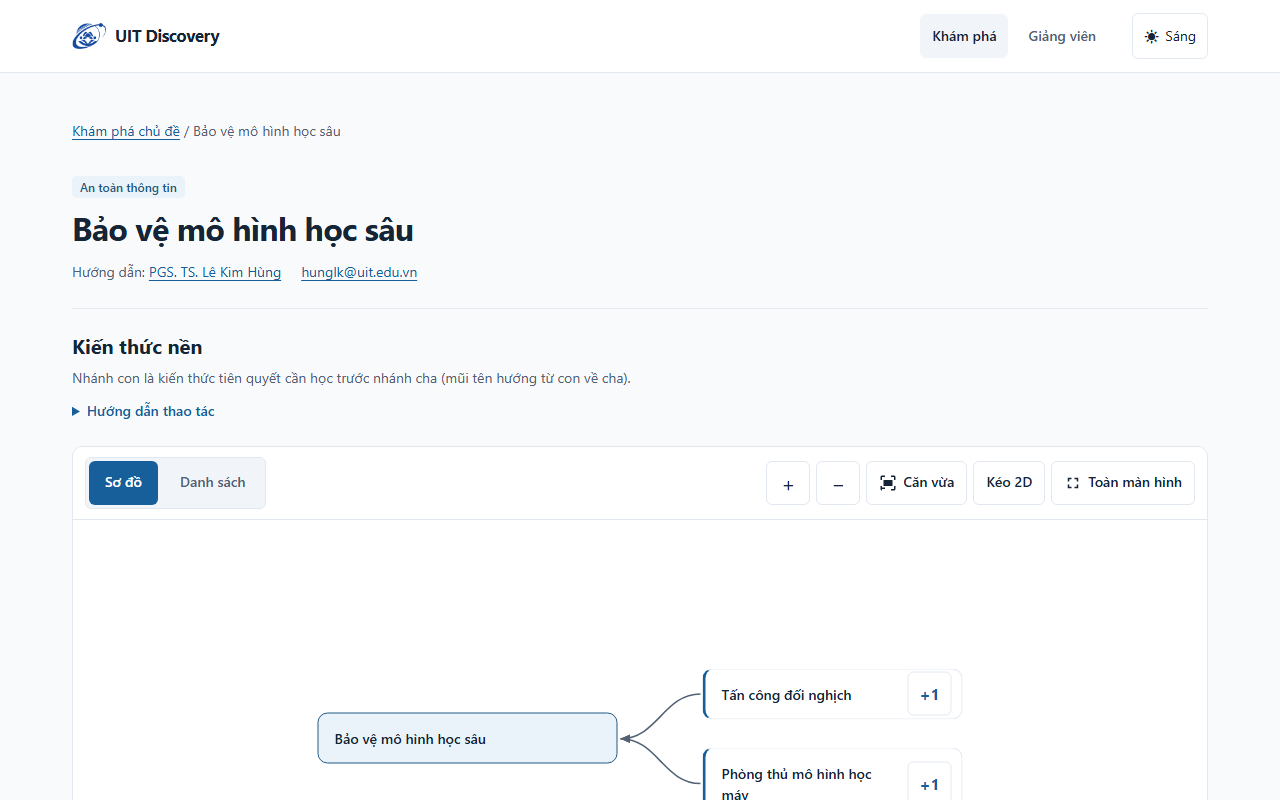 UIT Discovery
Khám phá
Giảng viên
Sáng
Khám phá chủ đề / Bảo vệ mô hình học sâu
An toàn thông tin
Bảo vệ mô hình học sâu
Hướng dẫn: PGS. TS. Lê Kim Hùng hunglk@uit.edu.vn
Kiến thức nền
Nhánh con là kiến thức tiên quyết cần học trước nhánh cha (mũi tên hướng từ con về cha).
Hướng dẫn thao tác
Sơ đồ
Danh sách
+
−
Căn vừa
Kéo 2D
Toàn màn hình
Tấn công đối nghịch
+1
Bảo vệ mô hình học sâu
Phòng thủ mô hình học
máy
+1